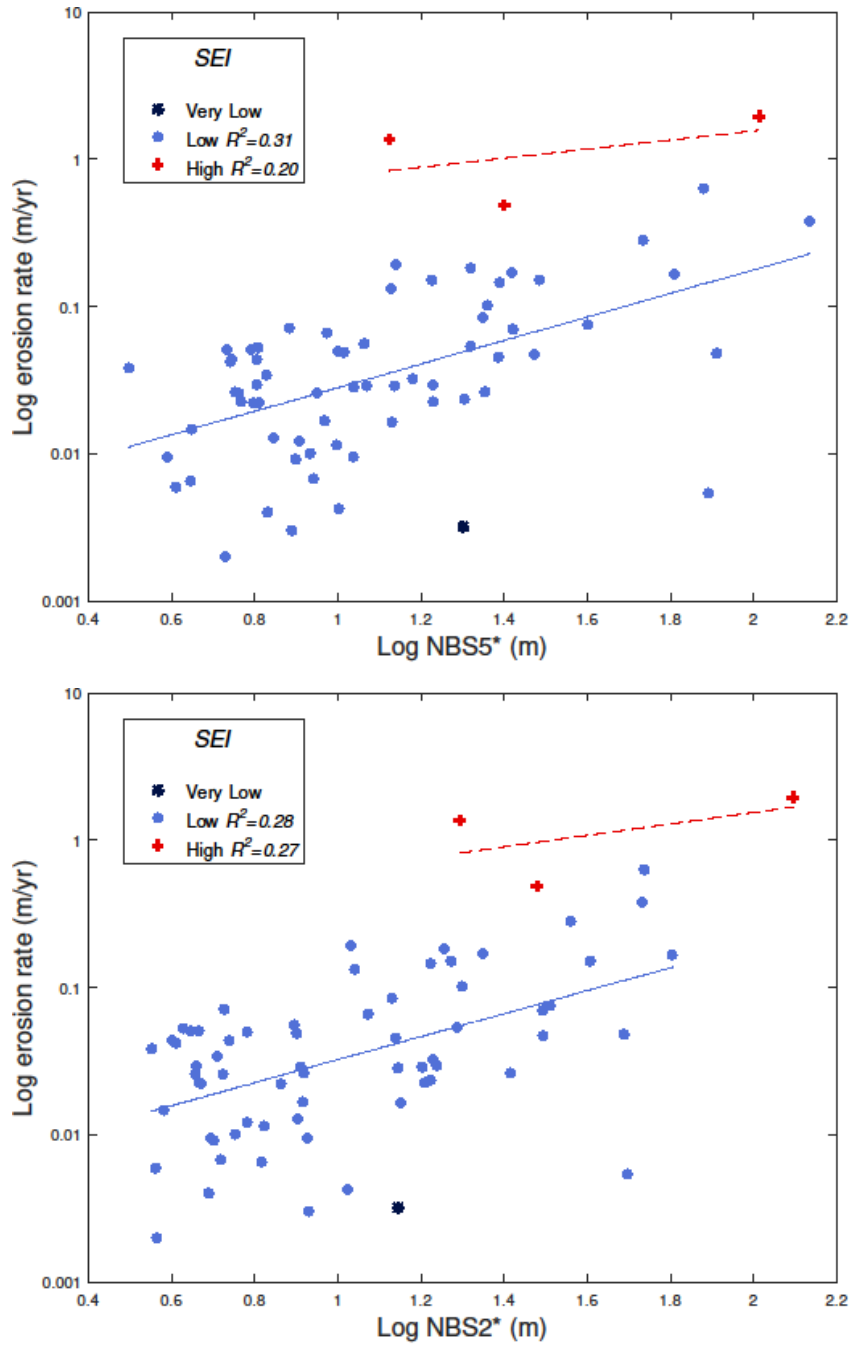 10
SEI
Very Low
Low R²=0.31
High R²=0.20
1
0.1
0.01
0.001
Log erosion rate (m/yr)
0.4 0.6 0.8 1 1.2 1.4 1.6 1.8 2 2.2
Log NBS5* (m)
10
SEI
Very Low
Low R²=0.28
High R²=0.27
1
0.1
0.01
0.001
Log erosion rate (m/yr)
0.4 0.6 0.8 1 1.2 1.4 1.6 1.8 2 2.2
Log NBS2* (m)